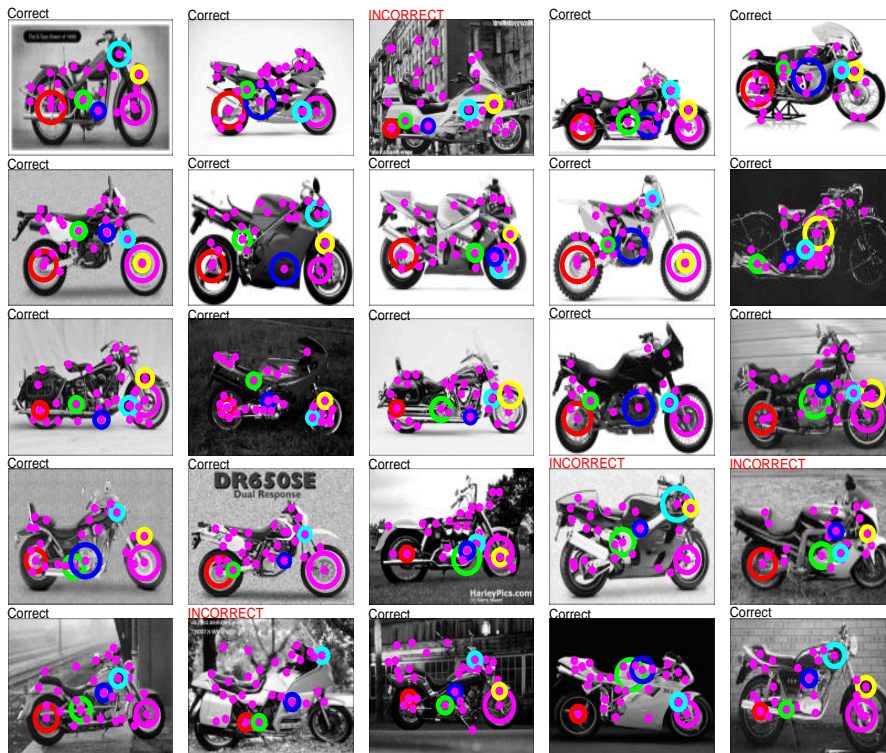 Correct Correct INCORRECT Correct Correct
Correct Correct Correct Correct Correct
Correct Correct Correct Correct Correct
Correct Correct Correct INCORRECT INCORRECT
DR650SE
Dual Response
HarleyPics.com
Correct INCORRECT Correct Correct Correct